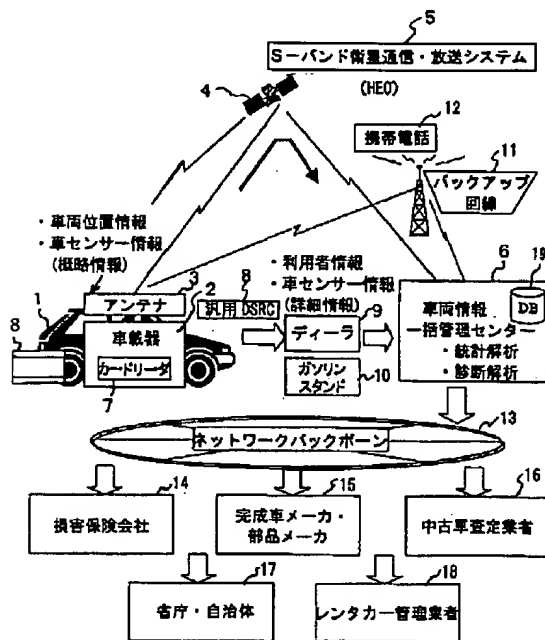 5
S-バンド衛星通信・放送システム
(HEO)
4
12
携帯電話
11
バックアップ
回線
・車両位置情報
・車センサー情報
(概略情報)
・利用者情報
・車センサー情報
(詳細情報)
6
19
1
3
アンテナ
2
8
汎用DSRC
9
ディーラ
車両情報
一括管理センター
・統計解析
・診断解析
DB
8
車載器
カードリーダ
7
ガソリン
スタンド
10
13
ネットワークバックボーン
14
損害保険会社
15
完成車メーカ・
部品メーカ
16
中古車査定業者
17
省庁・自治体
18
レンタカー管理業者